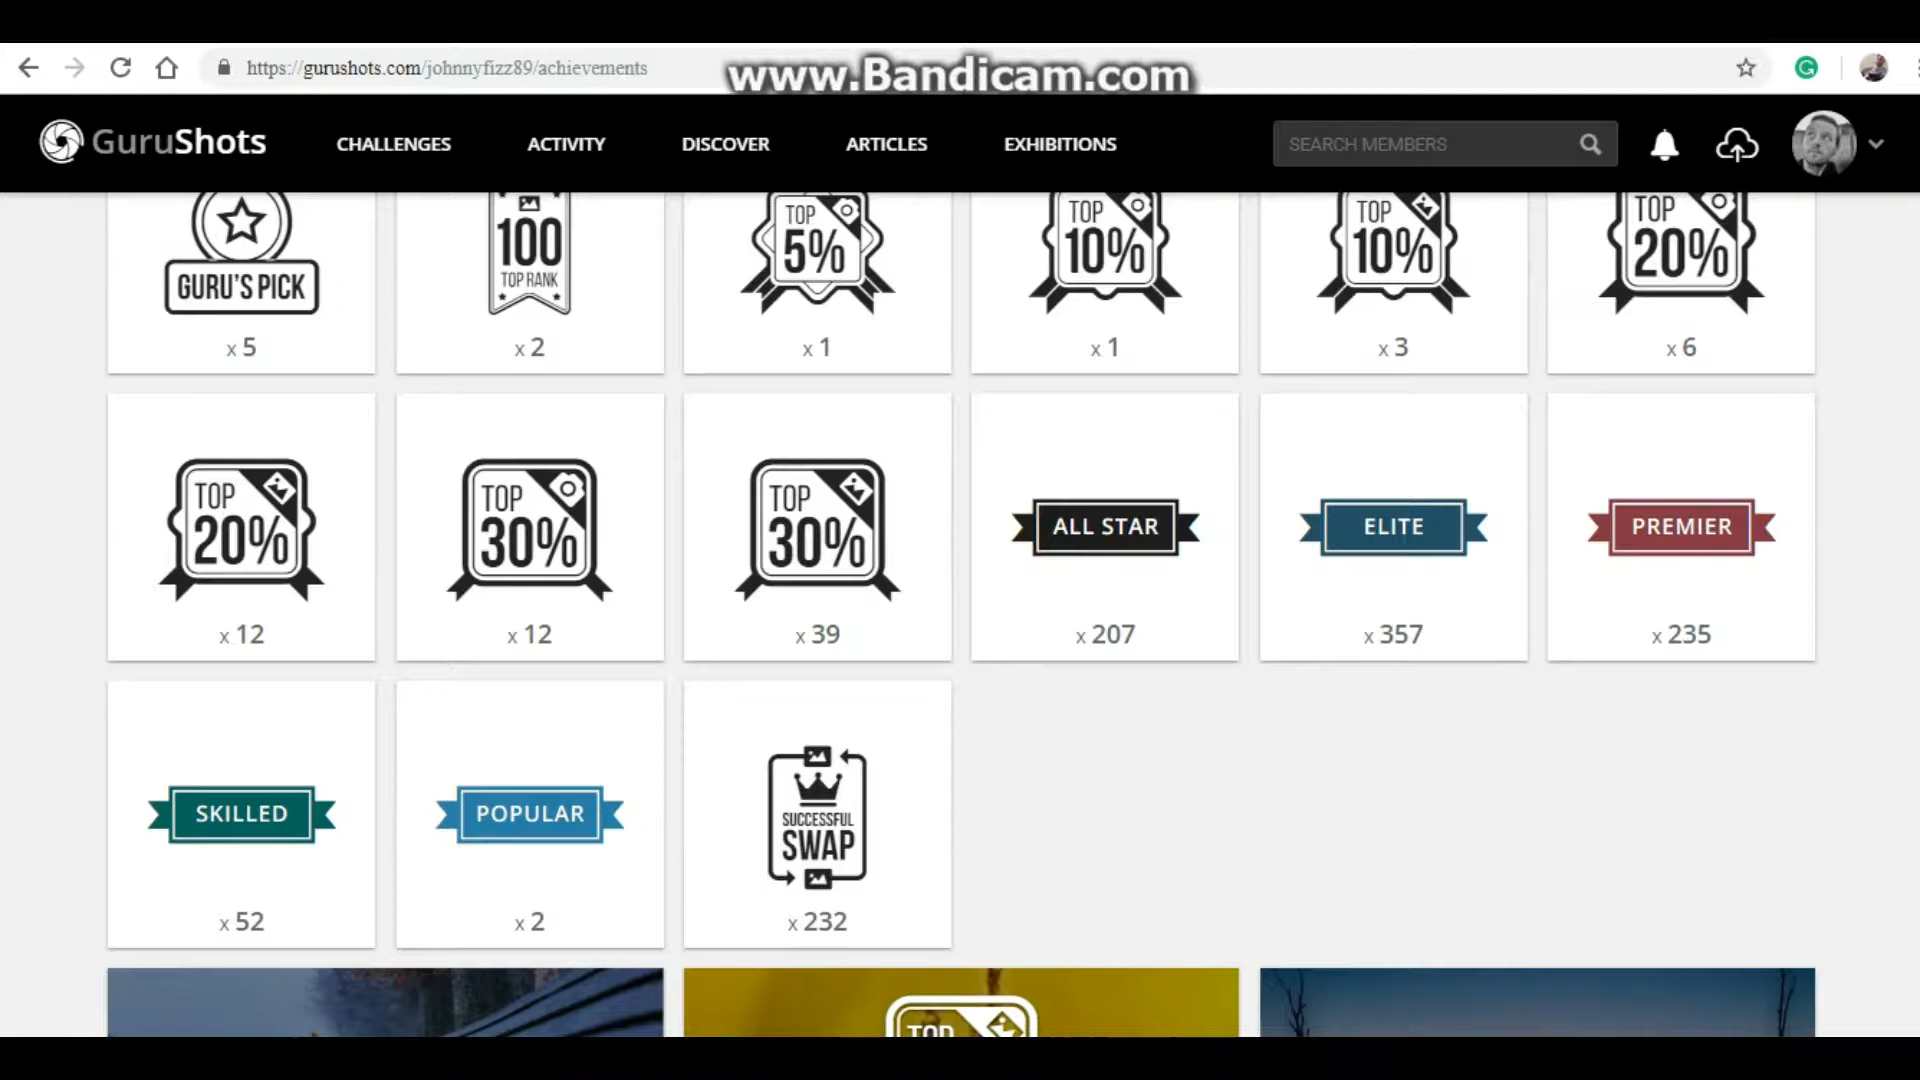 https://gurushots.com/johnnyfizz89/achievements
www.Bandicam.com
GuruShots
CHALLENGES
ACTIVITY
DISCOVER
ARTICLES
EXHIBITIONS
SEARCH MEMBERS
GURU'S PICK
x 5
100
TOP RANK
x 2
TOP
5%
x 1
TOP
10%
x 1
TOP
10%
x 3
TOP
20%
x 6
TOP
20%
x 12
TOP
30%
x 12
TOP
30%
x 39
ALL STAR
x 207
ELITE
x 357
PREMIER
x 235
SKILLED
x 52
POPULAR
x 2
SUCCESSFUL
SWAP
x 232
TOP